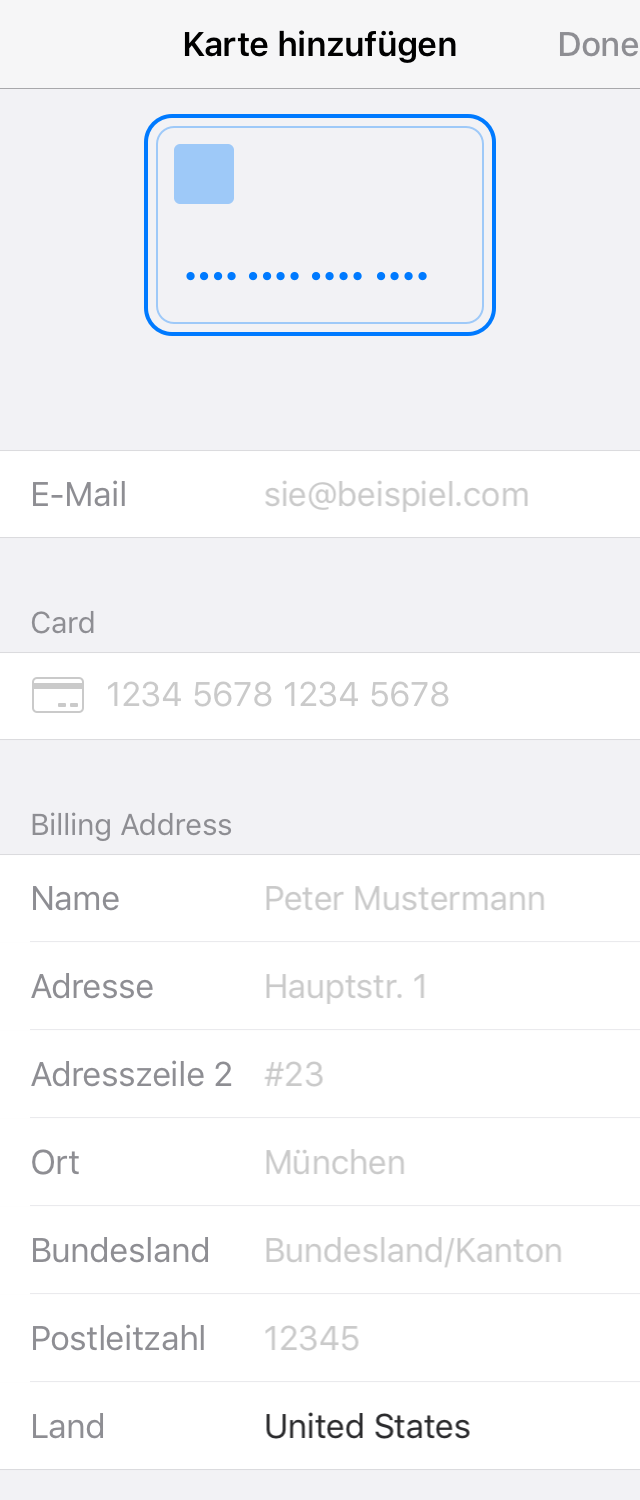 Karte hinzufügen Done
•••• •••• •••• ••••
E-Mail sie@beispiel.com
Card
1234 5678 1234 5678
Billing Address
Name Peter Mustermann
Adresse Hauptstr. 1
Adresszeile 2 #23
Ort München
Bundesland Bundesland/Kanton
Postleitzahl 12345
Land United States